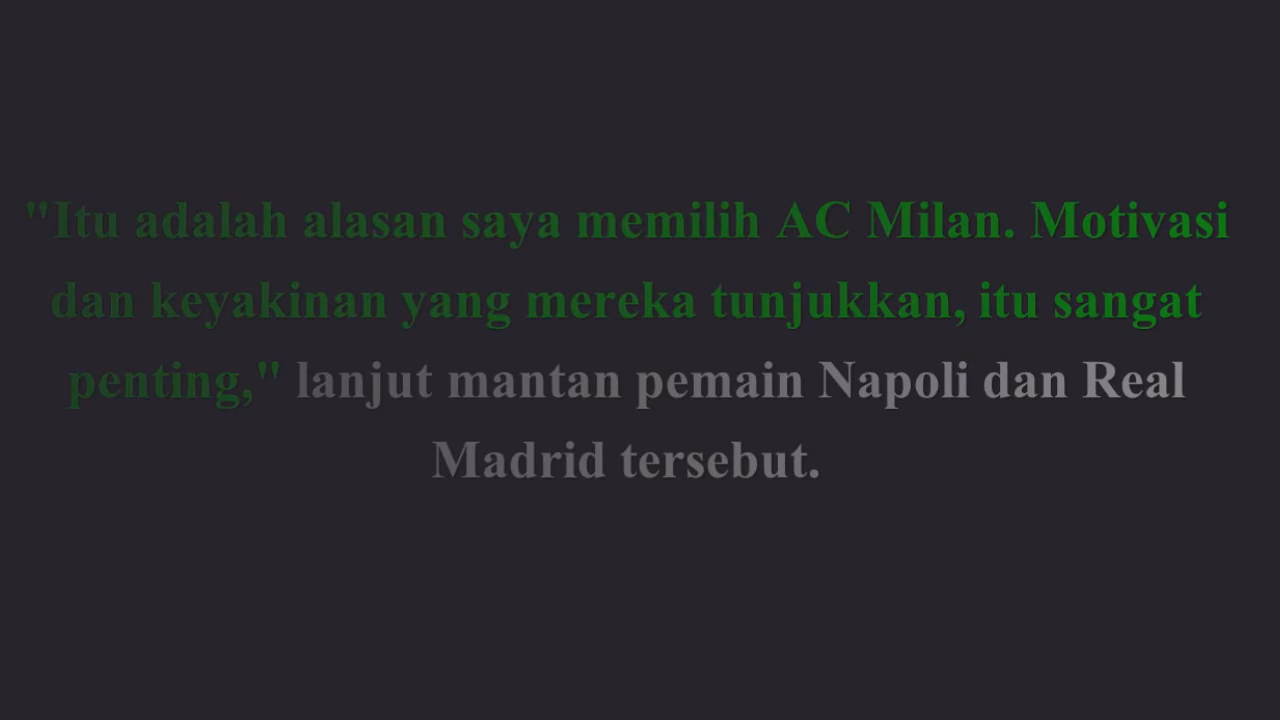 "Itu adalah alasan saya memilih AC Milan. Motivasi
dan keyakinan yang mereka tunjukkan, itu sangat
penting," lanjut mantan pemain Napoli dan Real
Madrid tersebut.